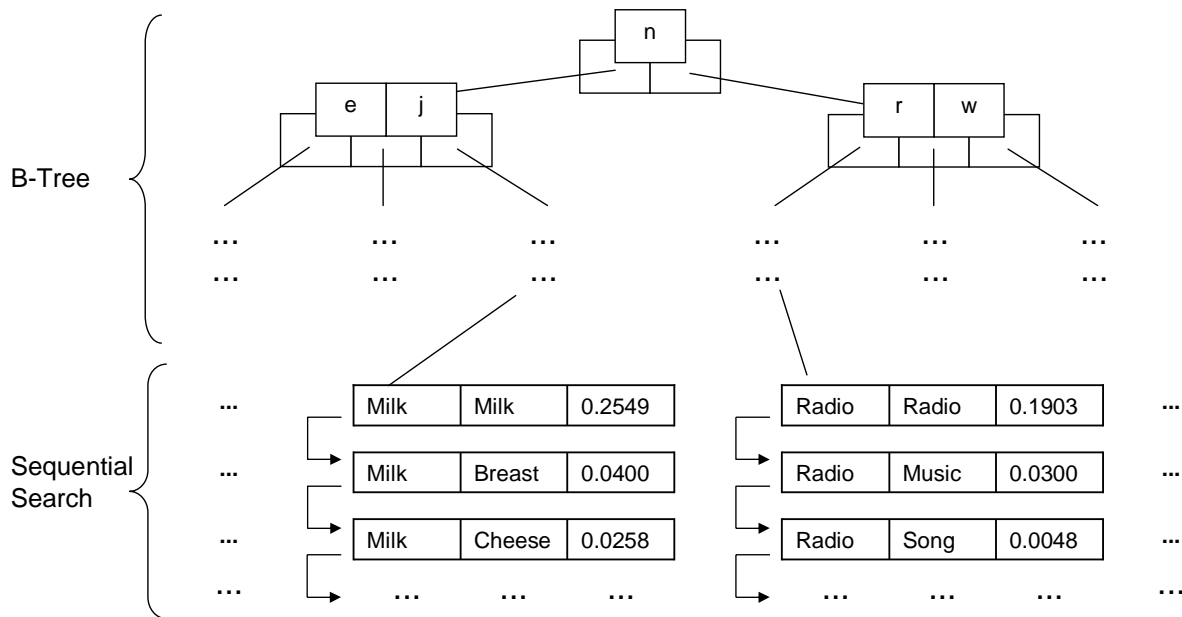 n
e j r w
B-Tree
... ... ... ... ... ...
... ... ... ... ... ...
... Milk Milk 0.2549 Radio Radio 0.1903 ...
Sequential
Search
... Milk Breast 0.0400 Radio Music 0.0300 ...
... Milk Cheese 0.0258 Radio Song 0.0048 ...
... ... ... ... ... ... ... ...